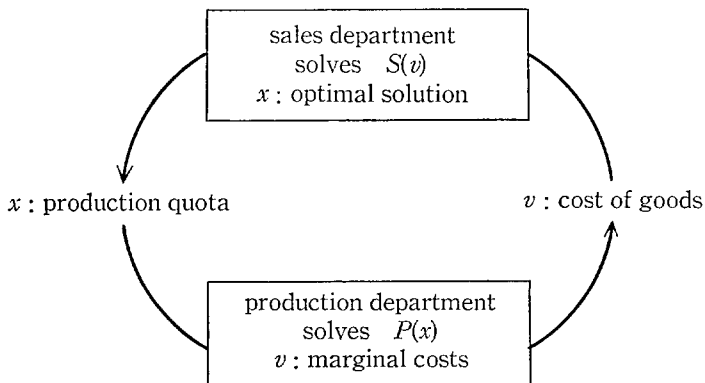 sales department
solves S(v)
x : optimal solution
x : production quota
v : cost of goods
production department
solves P(x)
v : marginal costs